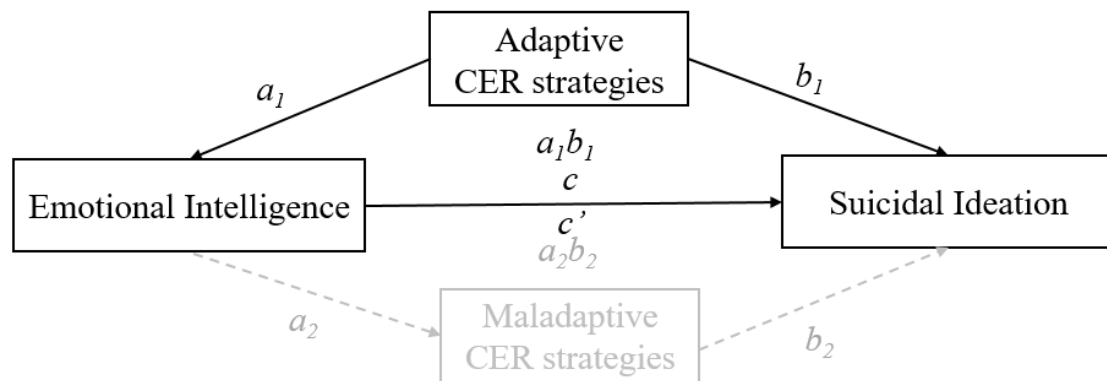 Adaptive
CER strategies
a₁
b₁
a₁b₁
Emotional Intelligence
c
Suicidal Ideation
c’
a₂b₂
a₂
Maladaptive
CER strategies
b₂